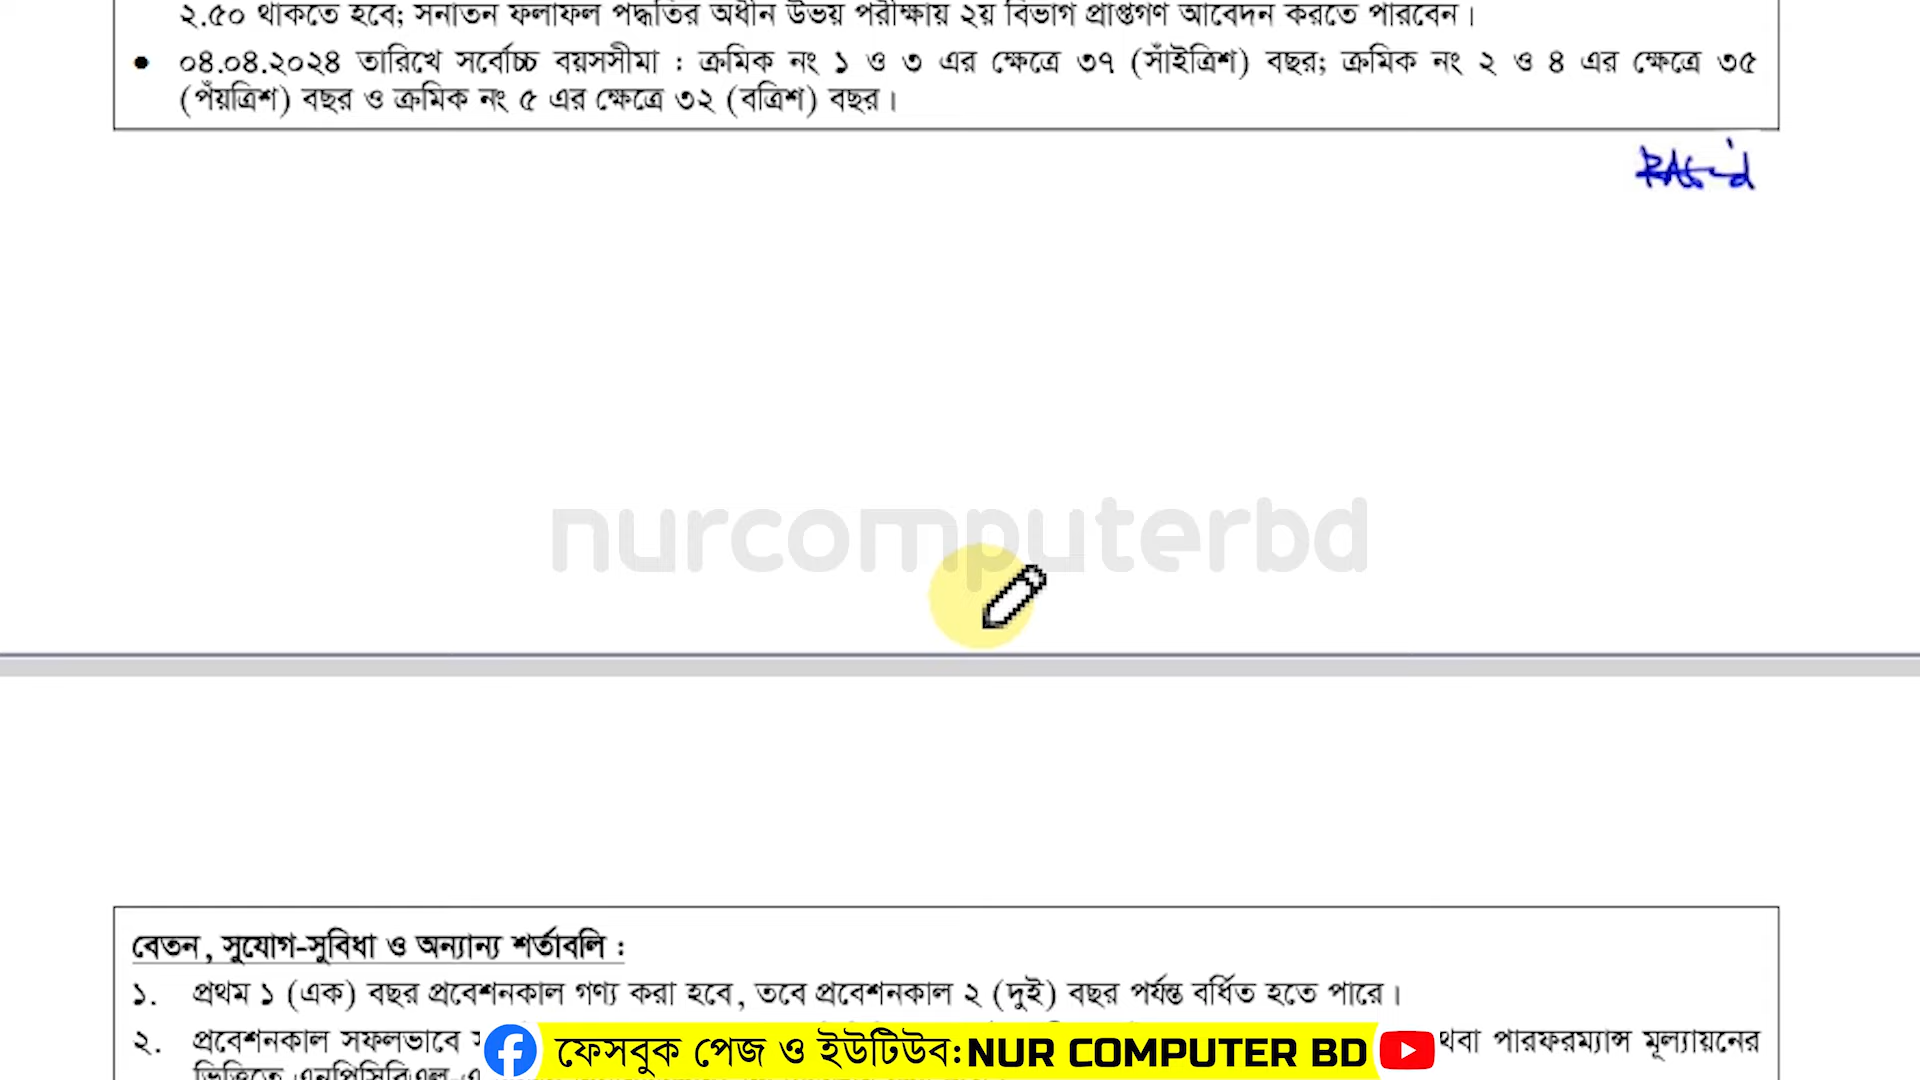 ২.৫০ থাকতে হবে; সনাতন ফলাফল পদ্ধতির অধীন উভয় পরীক্ষায় ২য় বিভাগ প্রাপ্তগণ আবেদন করতে পারবেন।
• ০৪.০৪.২০২৪ তারিখে সর্বোচ্চ বয়সসীমা : ক্রমিক নং ১ ও ৩ এর ক্ষেত্রে ৩৭ (সাঁইত্রিশ) বছর; ক্রমিক নং ২ ও ৪ এর ক্ষেত্রে ৩৫
(পঁয়ত্রিশ) বছর ও ক্রমিক নং ৫ এর ক্ষেত্রে ৩২ (বত্রিশ) বছর।
nurcomputerbd
বেতন, সুযোগ-সুবিধা ও অন্যান্য শর্তাবলি :
১. প্রথম ১ (এক) বছর প্রবেশনকাল গণ্য করা হবে, তবে প্রবেশনকাল ২ (দুই) বছর পর্যন্ত বর্ধিত হতে পারে।
২. প্রবেশনকাল সফলভাবে থবা পারফরম্যান্স মূল্যায়নের
ভিত্তিতে এনপিসিবিএল-এ
ফেসবুক পেজ ও ইউটিউব:NUR COMPUTER BD